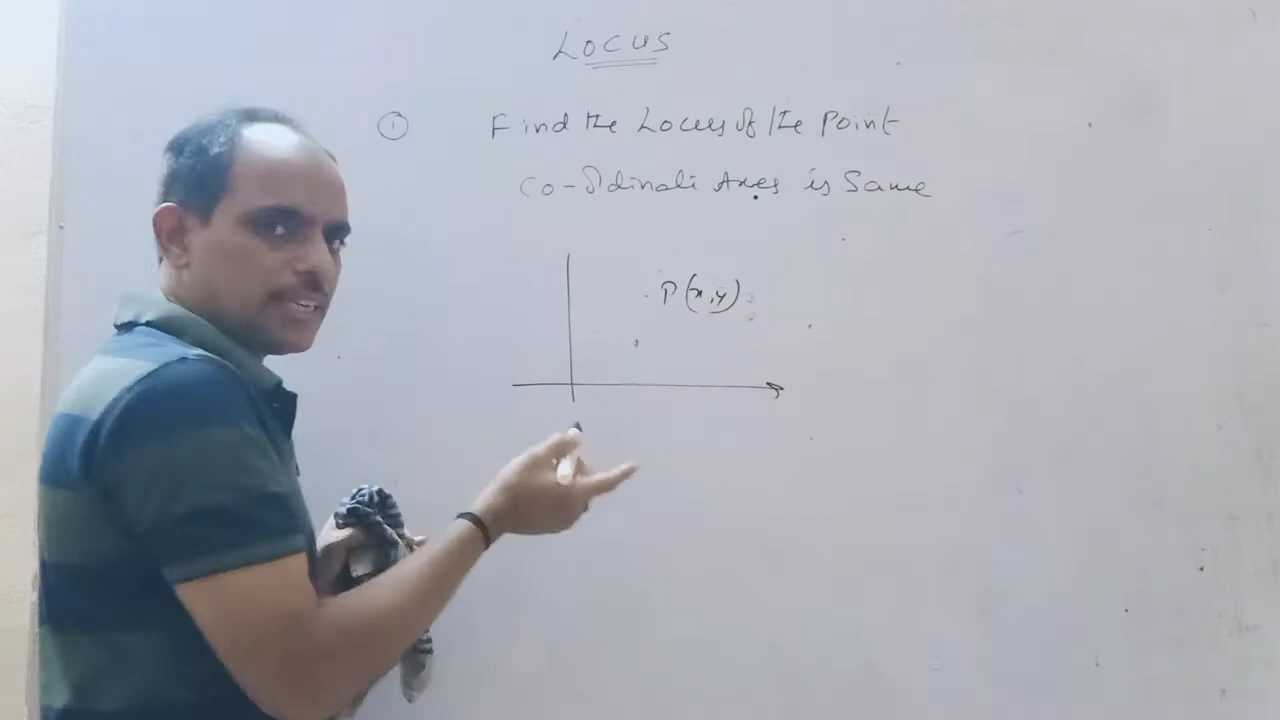 LOCUS
① Find the Locus of the Point
Co-ordinate Axes is Same
P(x,y)